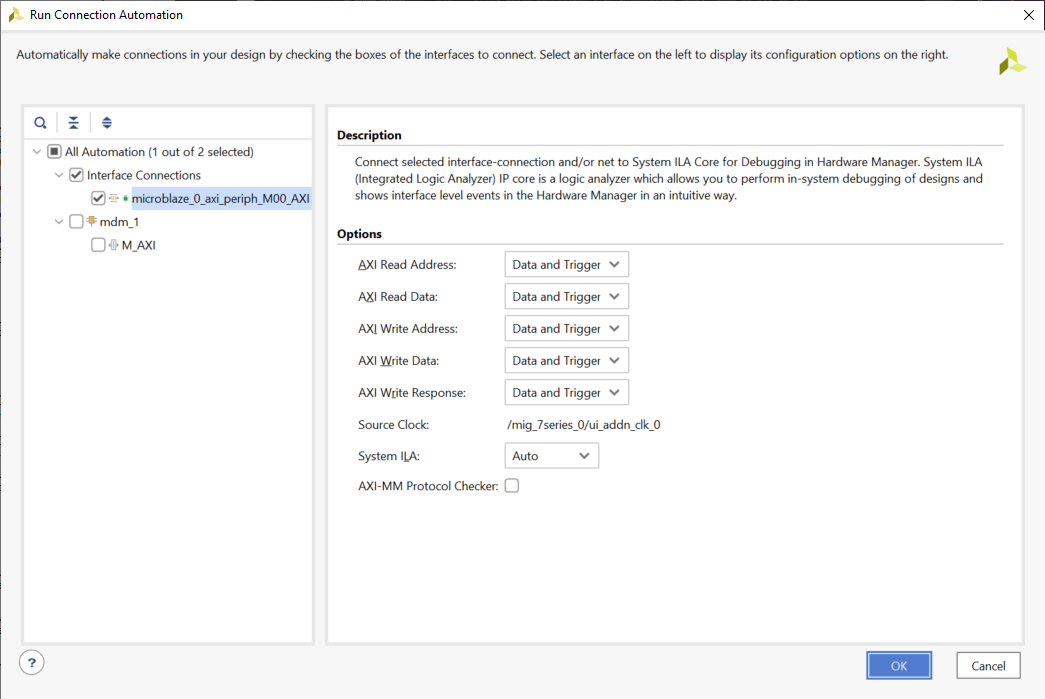 Run Connection Automation
Automatically make connections in your design by checking the boxes of the interfaces to connect. Select an interface on the left to display its configuration options on the right.
All Automation (1 out of 2 selected)
Interface Connections
microblaze_0_axi_periph_M00_AXI
mdm_1
M_AXI
Description
Connect selected interface-connection and/or net to System ILA Core for Debugging in Hardware Manager. System ILA
(Integrated Logic Analyzer) IP core is a logic analyzer which allows you to perform in-system debugging of designs and
shows interface level events in the Hardware Manager in an intuitive way.
Options
AXI Read Address: Data and Trigger
AXI Read Data: Data and Trigger
AXI Write Address: Data and Trigger
AXI Write Data: Data and Trigger
AXI Write Response: Data and Trigger
Source Clock: /mig_7series_0/ui_addn_clk_0
System ILA: Auto
AXI-MM Protocol Checker:
?
OK
Cancel